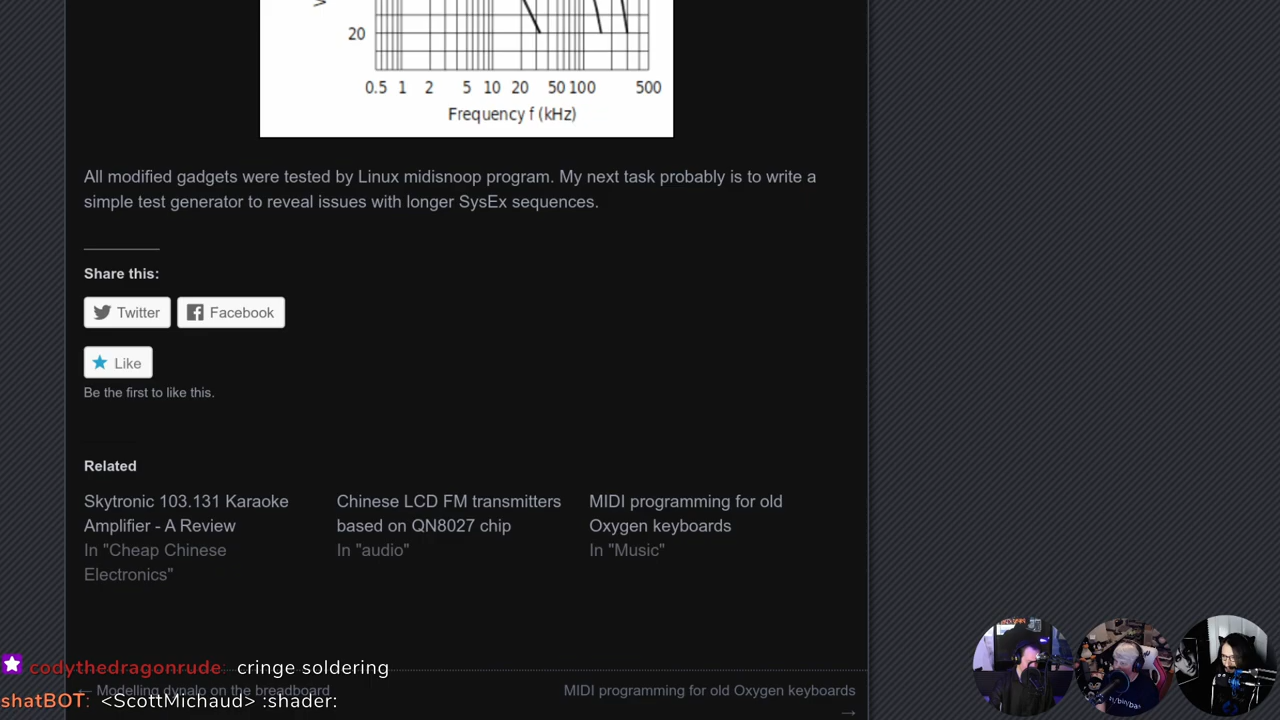 20
0.5 1 2 5 10 20 50 100 500
Frequency f (kHz)
All modified gadgets were tested by Linux midisnoop program. My next task probably is to write a
simple test generator to reveal issues with longer SysEx sequences.
Share this:
Twitter Facebook
Like
Be the first to like this.
Related
Skytronic 103.131 Karaoke
Amplifier - A Review
In "Cheap Chinese
Electronics"
Chinese LCD FM transmitters
based on QN8027 chip
In "audio"
MIDI programming for old
Oxygen keyboards
In "Music"
codythedragonrude: cringe soldering
← Modelling dynalo on the breadboard
MIDI programming for old Oxygen keyboards
→
shatBOT: <ScottMichaud> :shader: